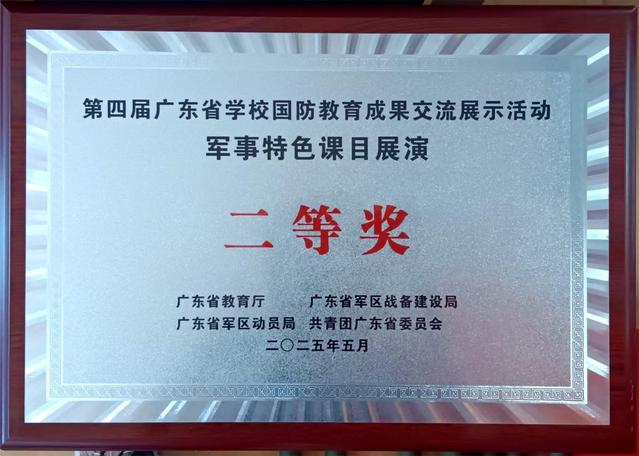 第四届广东省学校国防教育成果交流展示活动
军事特色课目展演
二等奖
广东省教育厅 广东省军区战备建设局
广东省军区动员局 共青团广东省委员会
二〇二五年五月